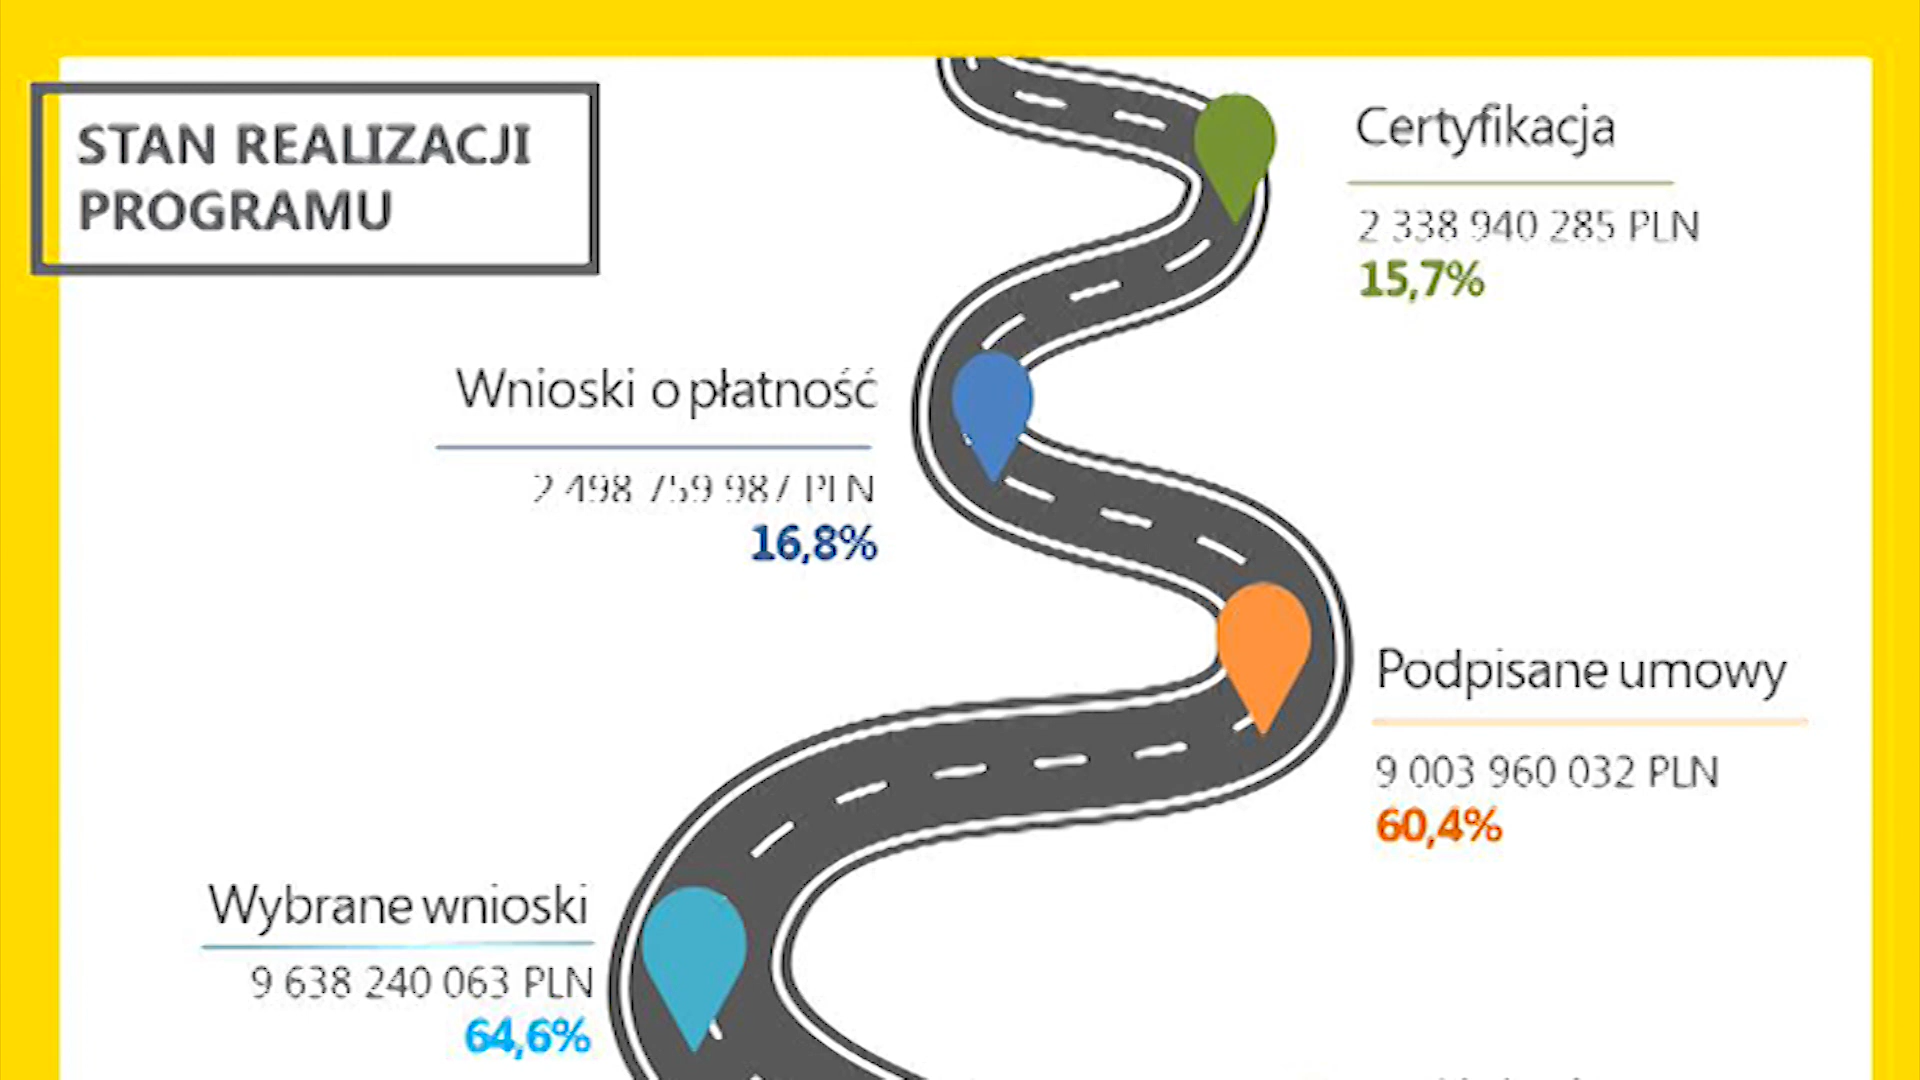 STAN REALIZACJI
PROGRAMU
Certyfikacja
2 338 940 285 PLN
15,7%
Wnioski o płatność
2 498 759 987 PLN
16,8%
Podpisane umowy
9 003 960 032 PLN
60,4%
Wybrane wnioski
9 638 240 063 PLN
64,6%